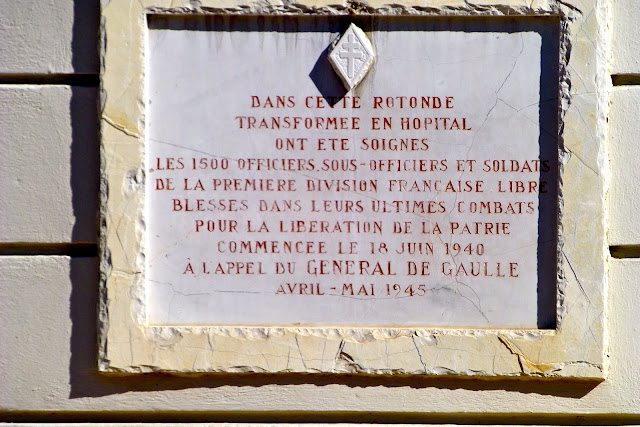 DANS CETTE ROTONDE
TRANSFORMEE EN HOPITAL
ONT ETE SOIGNES
LES 1500 OFFICIERS, SOUS-OFFICIERS ET SOLDATS
DE LA PREMIERE DIVISION FRANÇAISE LIBRE
BLESSES DANS LEURS ULTIMES COMBATS
POUR LA LIBERATION DE LA PATRIE
COMMENCEE LE 18 JUIN 1940
À L'APPEL DU GENERAL DE GAULLE
AVRIL - MAI 1945